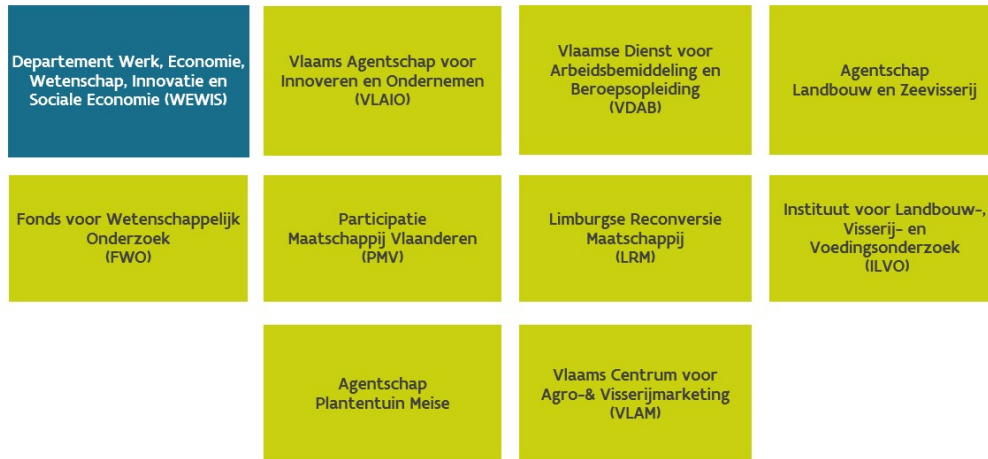 Departement Werk, Economie,
Wetenschap, Innovatie en
Sociale Economie (WEWIS)
Vlaams Agentschap voor
Innoveren en Ondernemen
(VLAIO)
Vlaamse Dienst voor
Arbeidsbemiddeling en
Beroepsopleiding
(VDAB)
Agentschap
Landbouw en Zeevisserij
Fonds voor Wetenschappelijk
Onderzoek
(FWO)
Participatie
Maatschappij Vlaanderen
(PMV)
Limburgse Reconversie
Maatschappij
(LRM)
Instituut voor Landbouw-,
Visserij- en
Voedingsonderzoek
(ILVO)
Agentschap
Plantentuin Meise
Vlaams Centrum voor
Agro-& Visserijmarketing
(VLAM)